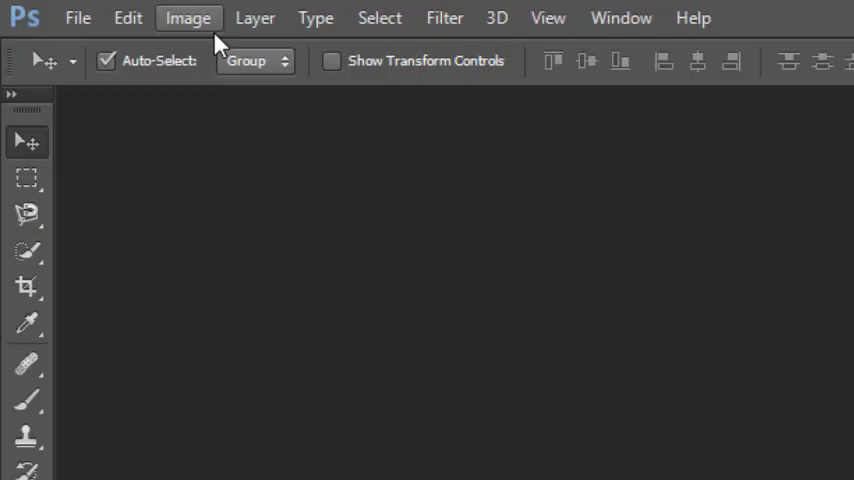 Ps File Edit Image Layer Type Select Filter 3D View Window Help
Auto-Select: Group Show Transform Controls